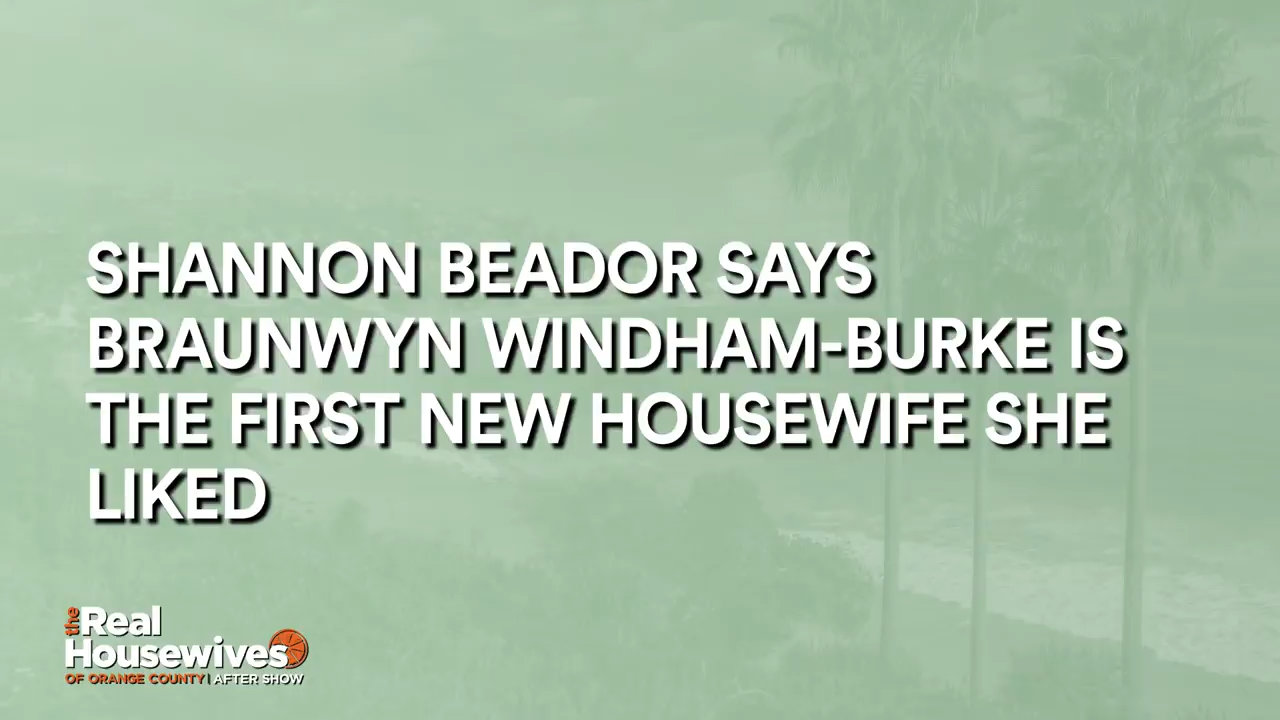 SHANNON BEADOR SAYS
BRAUNWYN WINDHAM-BURKE IS
THE FIRST NEW HOUSEWIFE SHE
LIKED
the Real
Housewives
OF ORANGE COUNTY | AFTER SHOW